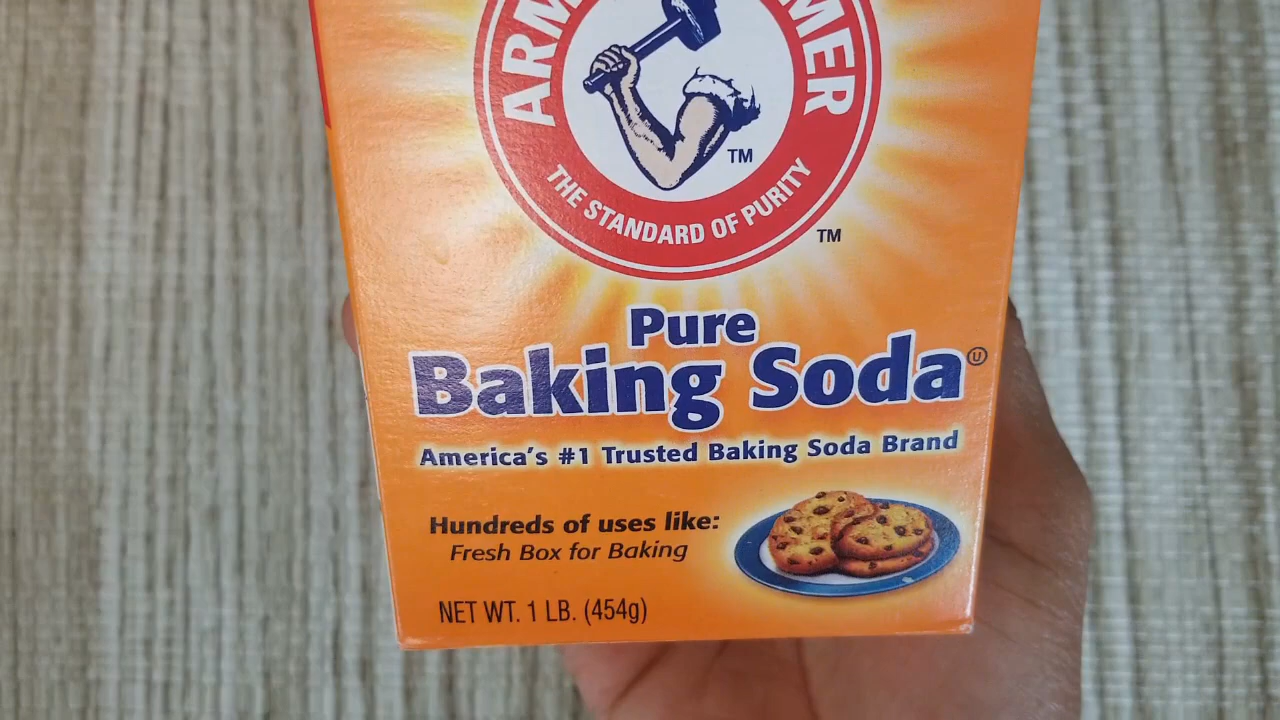 ARM
MER
TM
THE STANDARD OF PURITY
TM
Pure
Baking Soda Ⓤ
America's #1 Trusted Baking Soda Brand
Hundreds of uses like:
Fresh Box for Baking
NET WT. 1 LB. (454g)